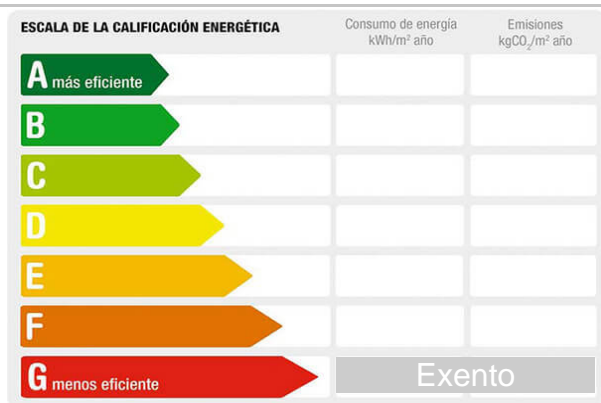 ESCALA DE LA CALIFICACIÓN ENERGÉTICA
Consumo de energía
kWh/m² año
Emisiones
kgCO₂/m² año
A más eficiente
B
C
D
E
F
G menos eficiente
Exento